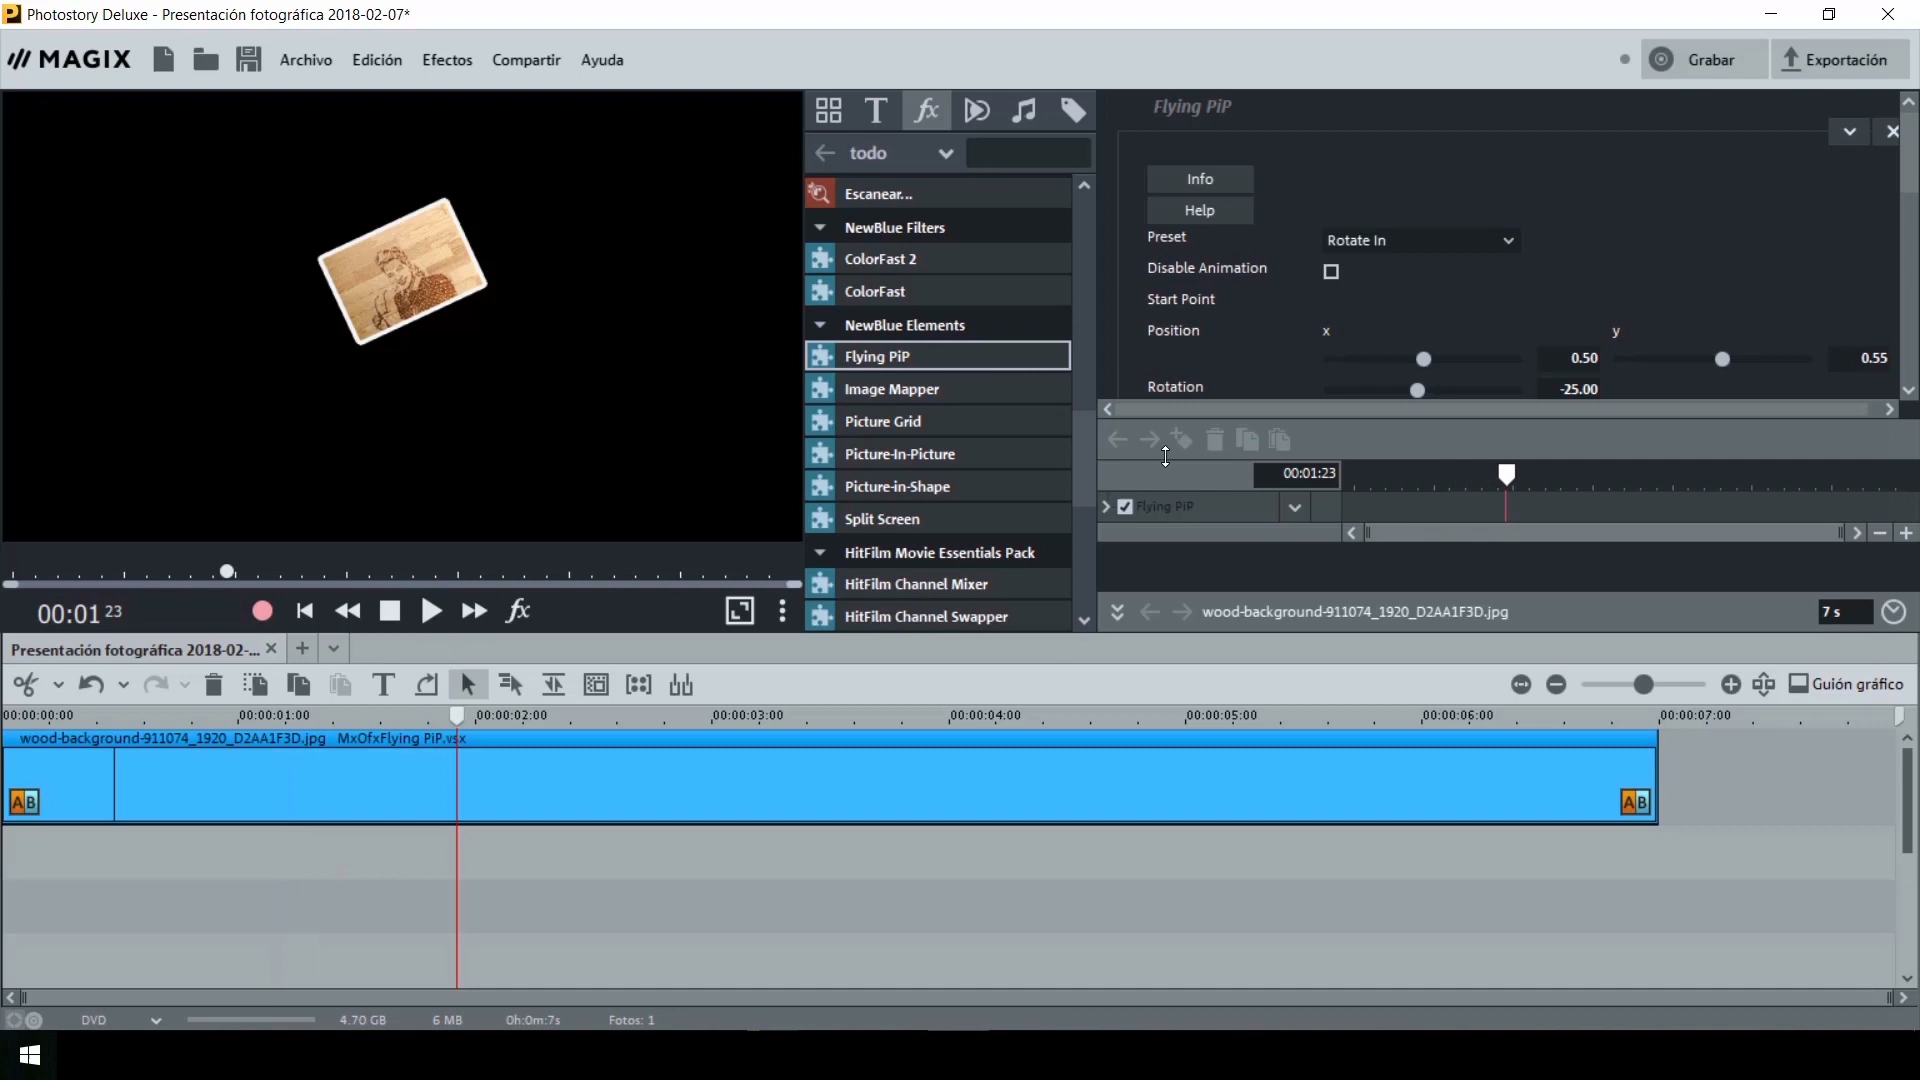 Photostory Deluxe - Presentación fotográfica 2018-02-07*
MAGIX
Archivo
Edición
Efectos
Compartir
Ayuda
Grabar
Exportación
todo
Escanear...
NewBlue Filters
ColorFast 2
ColorFast
NewBlue Elements
Flying PiP
Image Mapper
Picture Grid
Picture-In-Picture
Picture-in-Shape
Split Screen
HitFilm Movie Essentials Pack
HitFilm Channel Mixer
HitFilm Channel Swapper
Flying PiP
Info
Help
Preset
Rotate In
Disable Animation
Start Point
Position
x
y
0.50
0.55
Rotation
-25.00
00:01:23
Flying PiP
00:01 23
wood-background-911074_1920_D2AA1F3D.jpg
7 s
Presentación fotográfica 2018-02-...
Guión gráfico
00:00:00:00
00:00:01:00
00:00:02:00
00:00:03:00
00:00:04:00
00:00:05:00
00:00:06:00
00:00:07:00
wood-background-911074_1920_D2AA1F3D.jpg MxOfxFlying PiP.vsx
AB
AB
DVD
4.70 GB
6 MB
0h:0m:7s
Fotos: 1